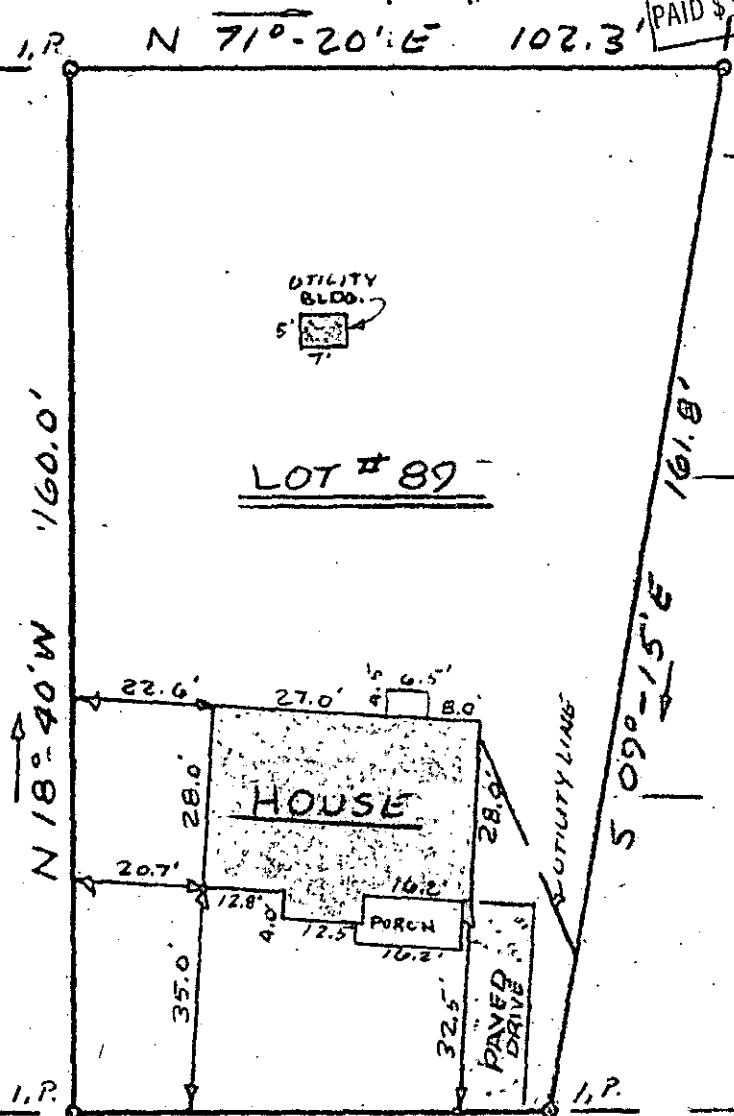 PAID $
I.P. N 71°-20' E 102.3'
UTILITY
BLDG.
5'
7'
N 18°-40' W 160.0'
LOT # 89
S 09°-15' E 161.8'
22.6'
27.0'
4.5'
6.5'
8.0'
28.0'
HOUSE
28.0'
UTILITY LINE
20.7'
12.8'
4.0'
12.5'
16.2'
PORCH
16.2'
35.0'
32.5'
PAVED
DRIVE
I.P.
I.P.